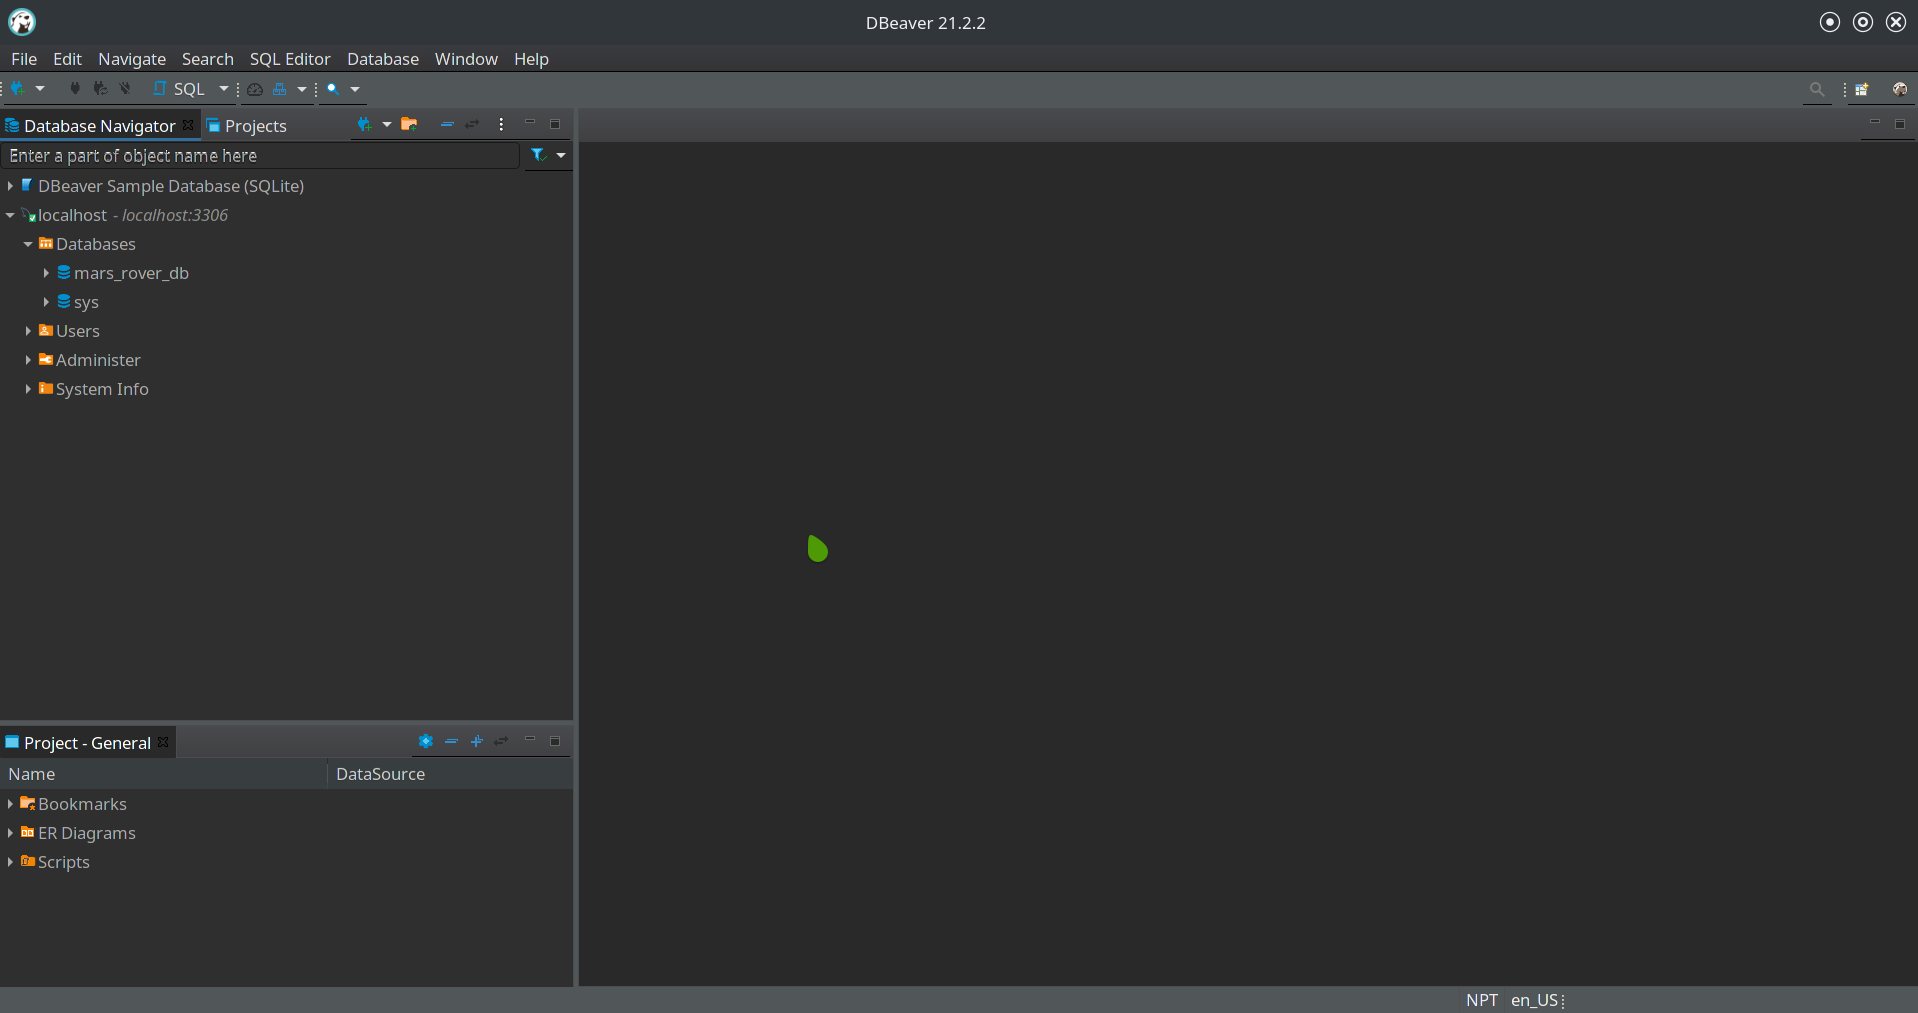 DBeaver 21.2.2
File Edit Navigate Search SQL Editor Database Window Help
SQL
Database Navigator Projects
Enter a part of object name here
DBeaver Sample Database (SQLite)
localhost - localhost:3306
Databases
mars_rover_db
sys
Users
Administer
System Info
Project - General
Name DataSource
Bookmarks
ER Diagrams
Scripts
NPT en_US